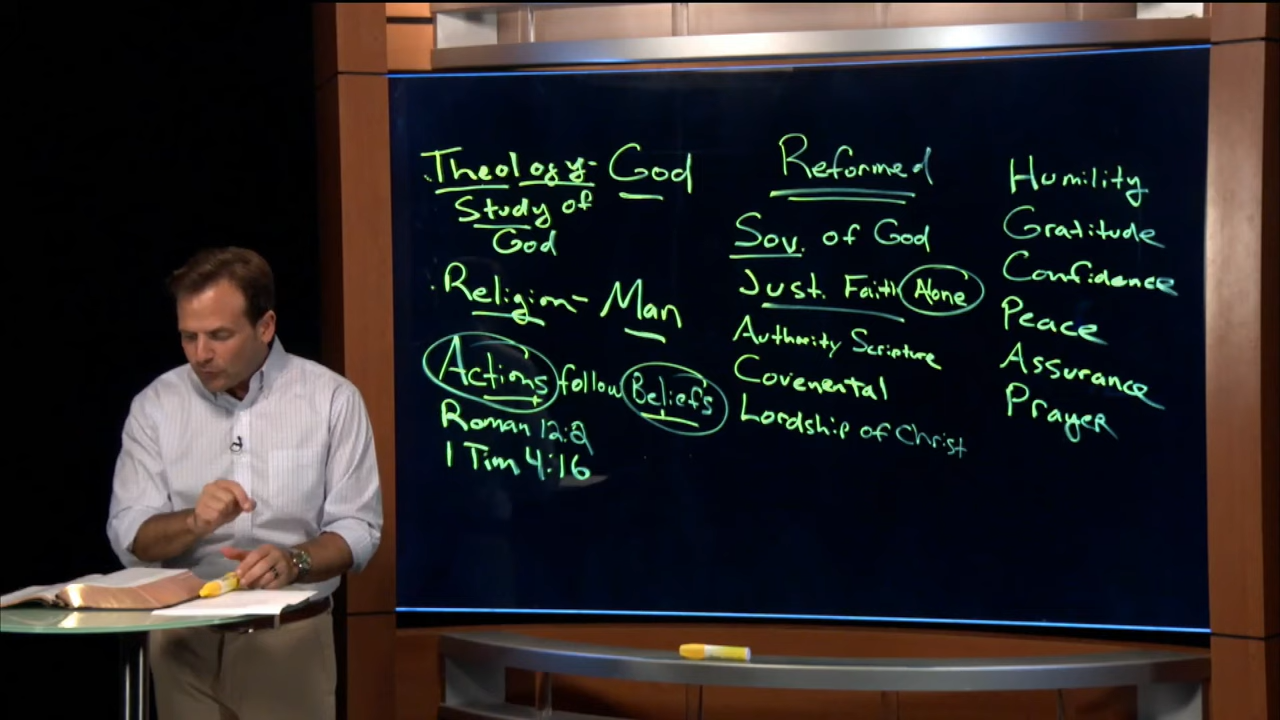 . Theology - God
Study of
God
. Religion - Man
Actions follow Beliefs
Roman 12:2
1 Tim 4:16
Reformed
Sov. of God
Just. Faith Alone
Authority Scripture
Covenental
Lordship of Christ
Humility
Gratitude
Confidence
Peace
Assurance
Prayer